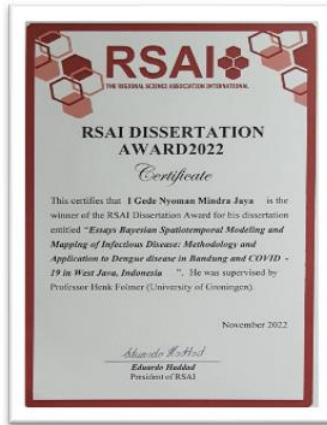 RSAI
THE REGIONAL SCIENCE ASSOCIATION INTERNATIONAL
RSAI DISSERTATION
AWARD2022
Certificate
This certifies that I Gede Nyoman Mindra Jaya is the
winner of the RSAI Dissertation Award for his dissertation
entitled "Essays Bayesian Spatiotemporal Modeling and
Mapping of Infectious Disease: Methodology and
Application to Dengue disease in Bandung and COVID -
19 in West Java, Indonesia ". He was supervised by
Professor Henk Folmer (University of Groningen).
November 2022
Eduardo Haddad
Eduardo Haddad
President of RSAI